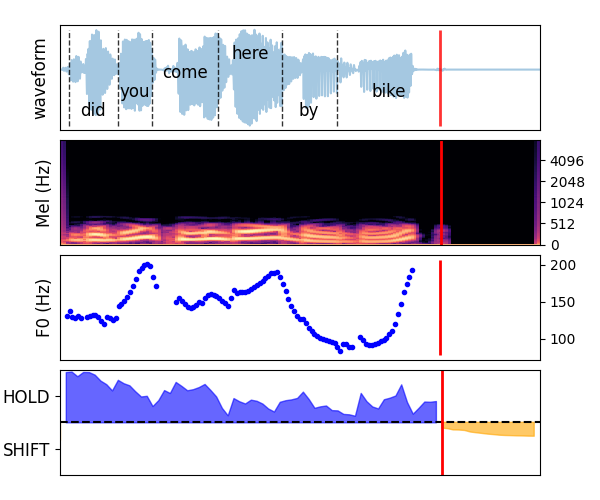 waveform
did
you
come
here
by
bike
Mel (Hz)
4096
2048
1024
512
0
F0 (Hz)
200
150
100
HOLD
SHIFT